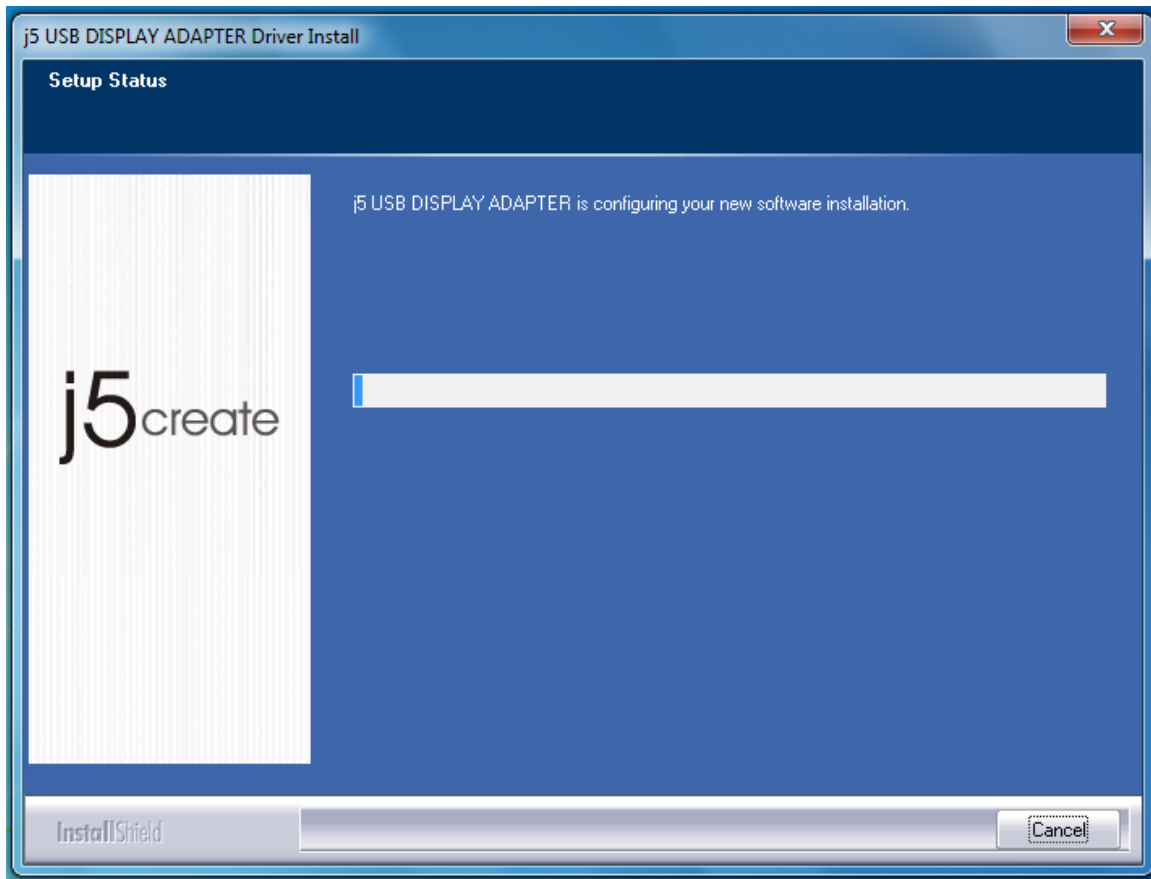 j5 USB DISPLAY ADAPTER Driver Install
Setup Status
j5 USB DISPLAY ADAPTER is configuring your new software installation.
j5create
InstallShield
Cancel